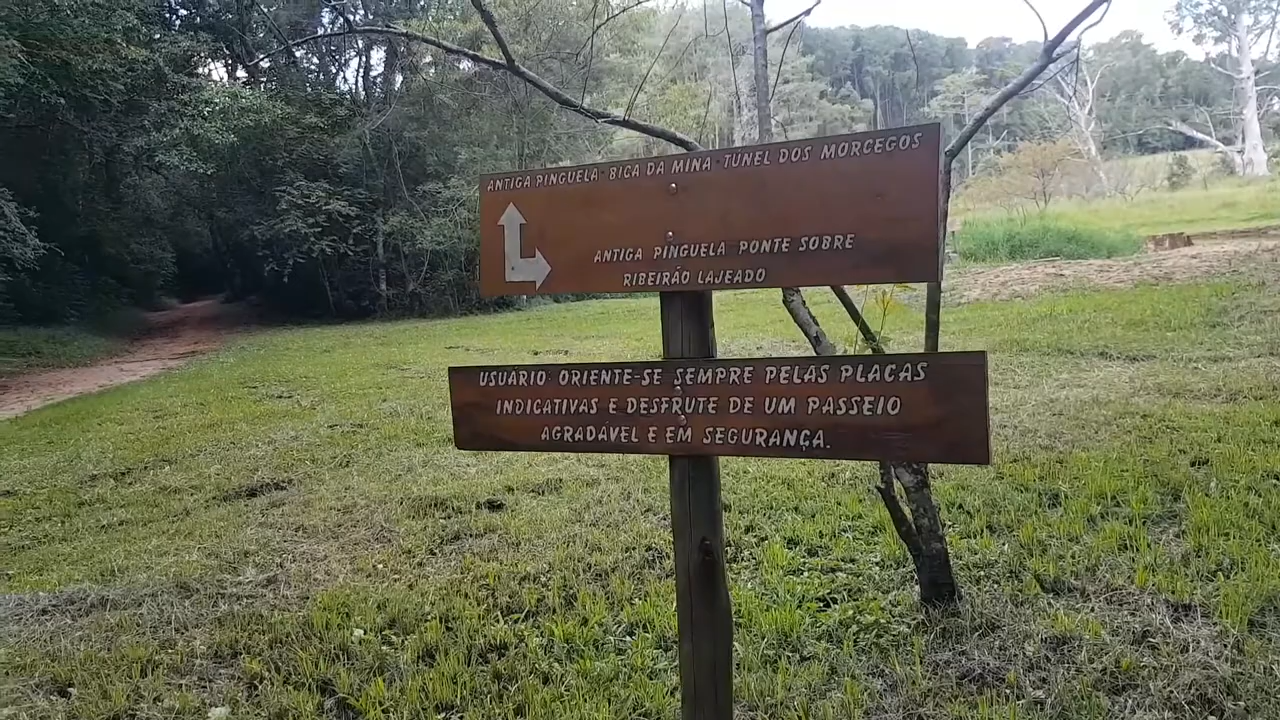 ANTIGA PINGUELA · BICA DA MINA · TUNEL DOS MORCEGOS
ANTIGA PINGUELA PONTE SOBRE
RIBEIRÃO LAJEADO
USUÁRIO: ORIENTE-SE SEMPRE PELAS PLACAS
INDICATIVAS E DESFRUTE DE UM PASSEIO
AGRADÁVEL E EM SEGURANÇA.